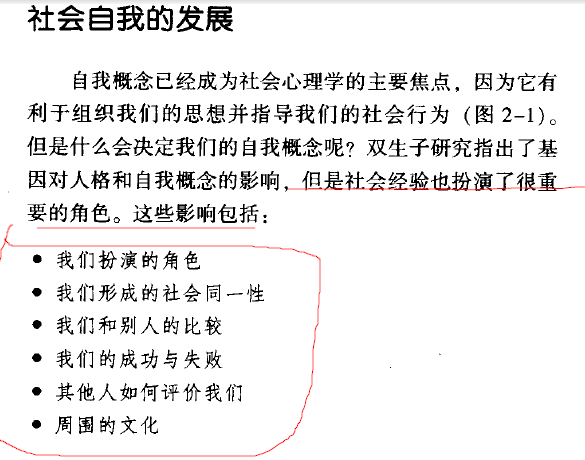 社会自我的发展
自我概念已经成为社会心理学的主要焦点，因为它有
利于组织我们的思想并指导我们的社会行为（图 2-1）。
但是什么会决定我们的自我概念呢？双生子研究指出了基
因对人格和自我概念的影响，但是社会经验也扮演了很重
要的角色。这些影响包括：
● 我们扮演的角色
● 我们形成的社会同一性
● 我们和别人的比较
● 我们的成功与失败
● 其他人如何评价我们
● 周围的文化